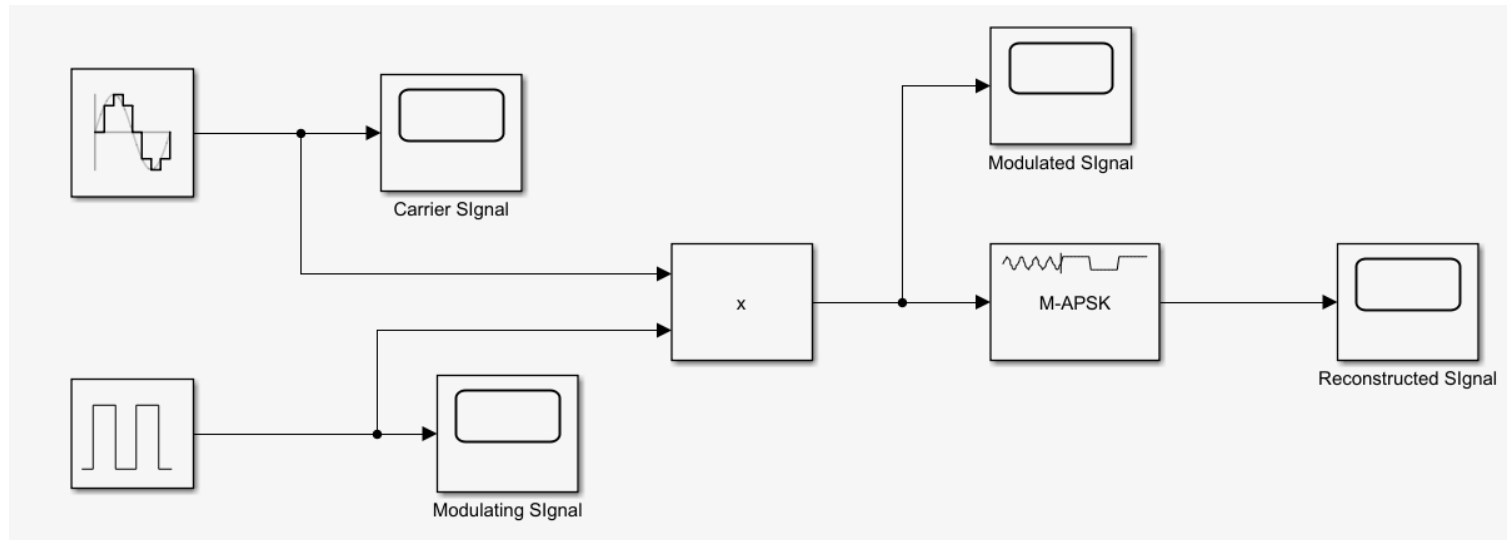 Modulated SIgnal
Carrier SIgnal
x
M-APSK
Reconstructed SIgnal
Modulating SIgnal